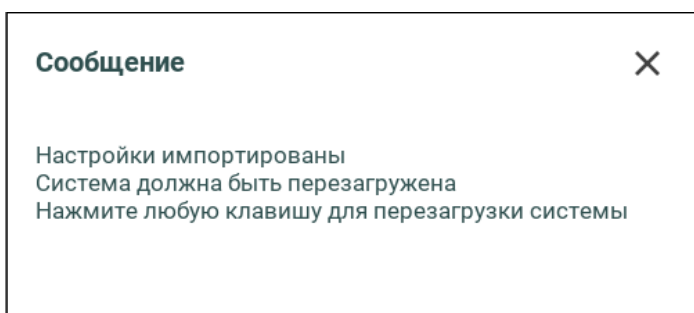 Сообщение
Настройки импортированы
Система должна быть перезагружена
Нажмите любую клавишу для перезагрузки системы